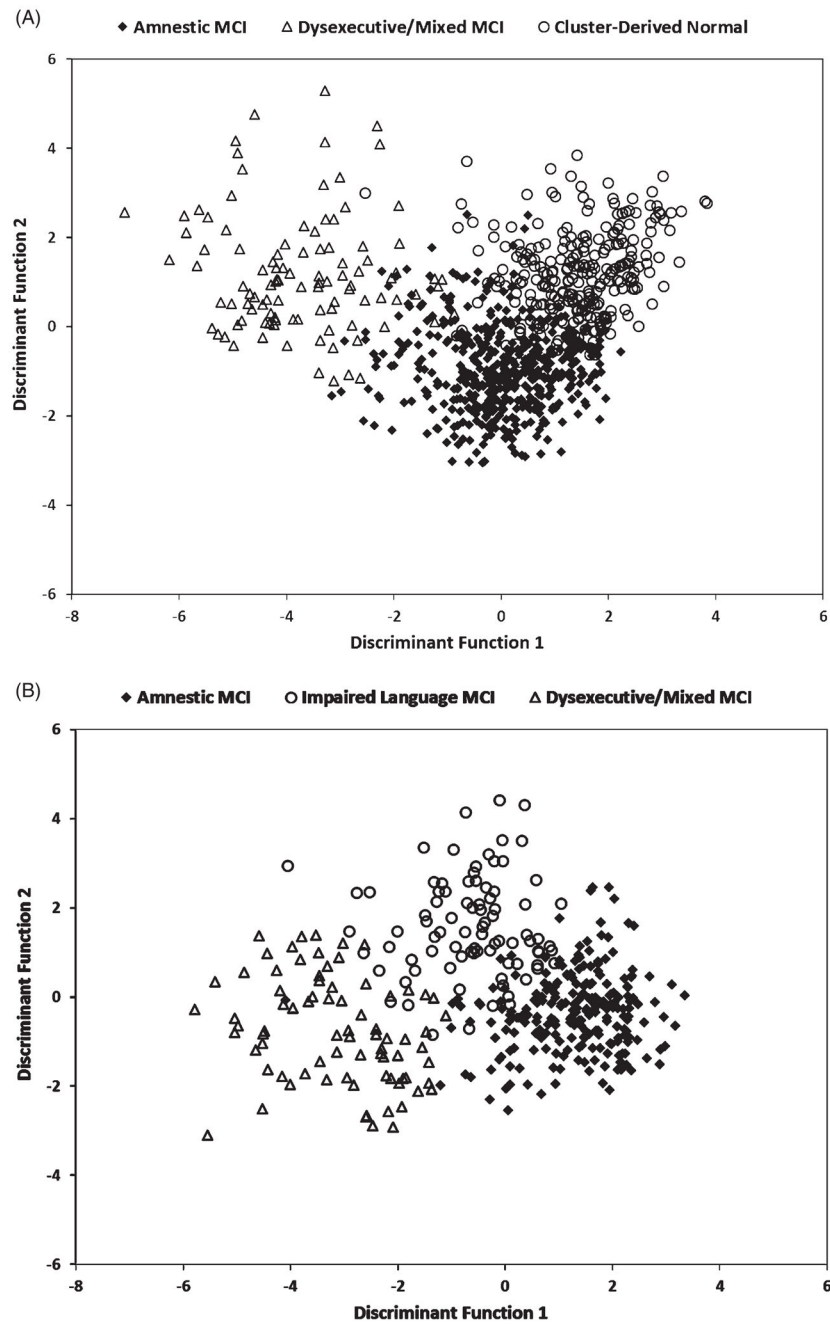 (A)
◆ Amnestic MCI △ Dysexecutive/Mixed MCI ○ Cluster-Derived Normal
6
4
2
0
-2
-4
-6
Discriminant Function 2
-8 -6 -4 -2 0 2 4 6
Discriminant Function 1
(B)
◆ Amnestic MCI ○ Impaired Language MCI △ Dysexecutive/Mixed MCI
6
4
2
0
-2
-4
-6
Discriminant Function 2
-8 -6 -4 -2 0 2 4 6
Discriminant Function 1